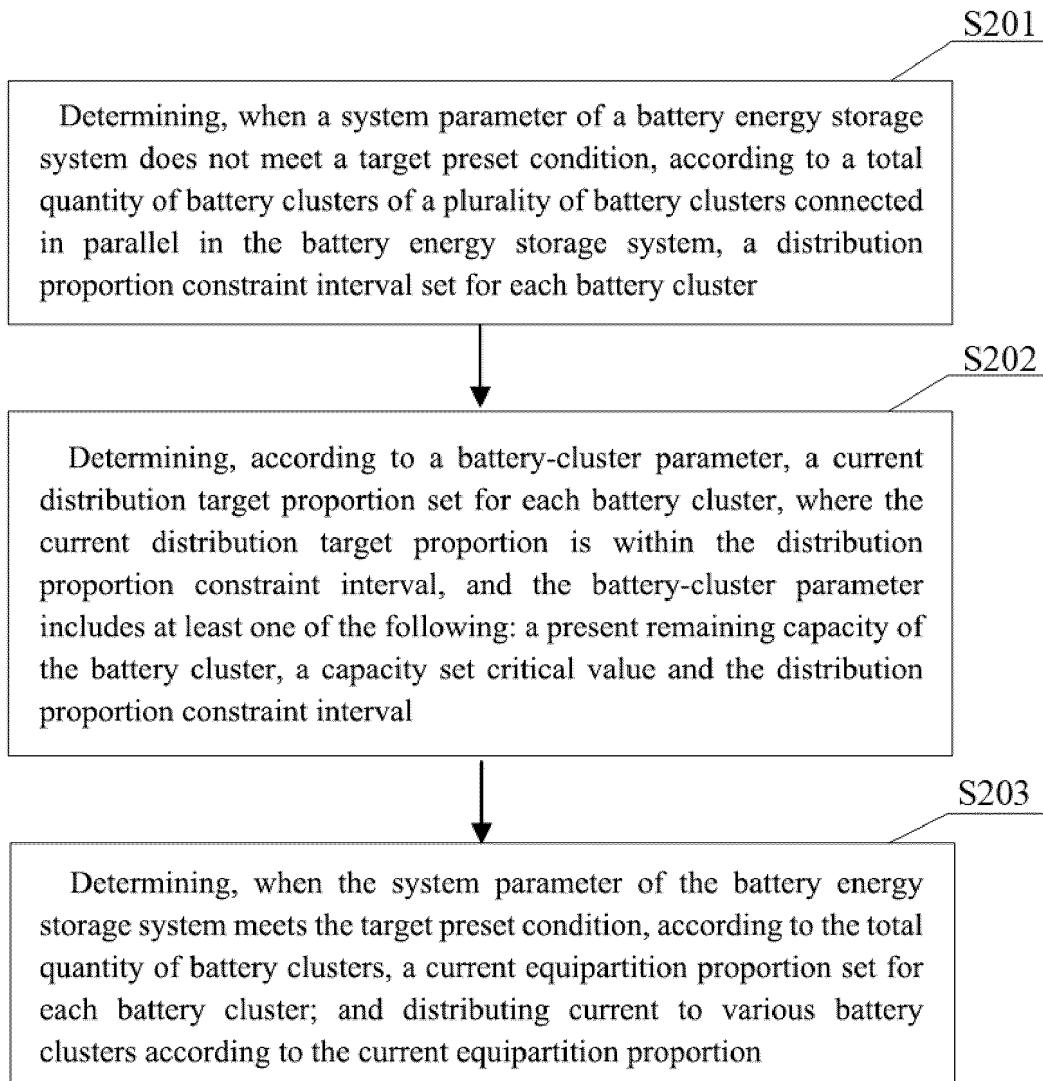 S201
Determining, when a system parameter of a battery energy storage
system does not meet a target preset condition, according to a total
quantity of battery clusters of a plurality of battery clusters connected
in parallel in the battery energy storage system, a distribution
proportion constraint interval set for each battery cluster
S202
Determining, according to a battery-cluster parameter, a current
distribution target proportion set for each battery cluster, where the
current distribution target proportion is within the distribution
proportion constraint interval, and the battery-cluster parameter
includes at least one of the following: a present remaining capacity of
the battery cluster, a capacity set critical value and the distribution
proportion constraint interval
S203
Determining, when the system parameter of the battery energy
storage system meets the target preset condition, according to the total
quantity of battery clusters, a current equipartition proportion set for
each battery cluster; and distributing current to various battery
clusters according to the current equipartition proportion